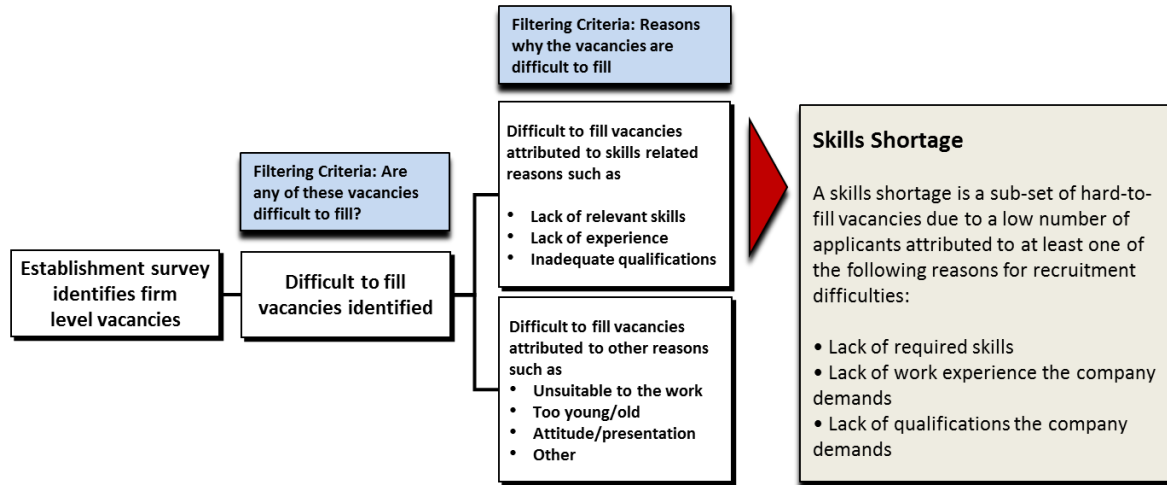 Establishment survey
identifies firm
level vacancies
Filtering Criteria: Are
any of these vacancies
difficult to fill?
Difficult to fill
vacancies identified
Filtering Criteria: Reasons
why the vacancies are
difficult to fill
Difficult to fill vacancies
attributed to skills related
reasons such as
• Lack of relevant skills
• Lack of experience
• Inadequate qualifications
Difficult to fill vacancies
attributed to other reasons
such as
• Unsuitable to the work
• Too young/old
• Attitude/presentation
• Other
Skills Shortage
A skills shortage is a sub-set of hard-to-
fill vacancies due to a low number of
applicants attributed to at least one of
the following reasons for recruitment
difficulties:
• Lack of required skills
• Lack of work experience the company
demands
• Lack of qualifications the company
demands